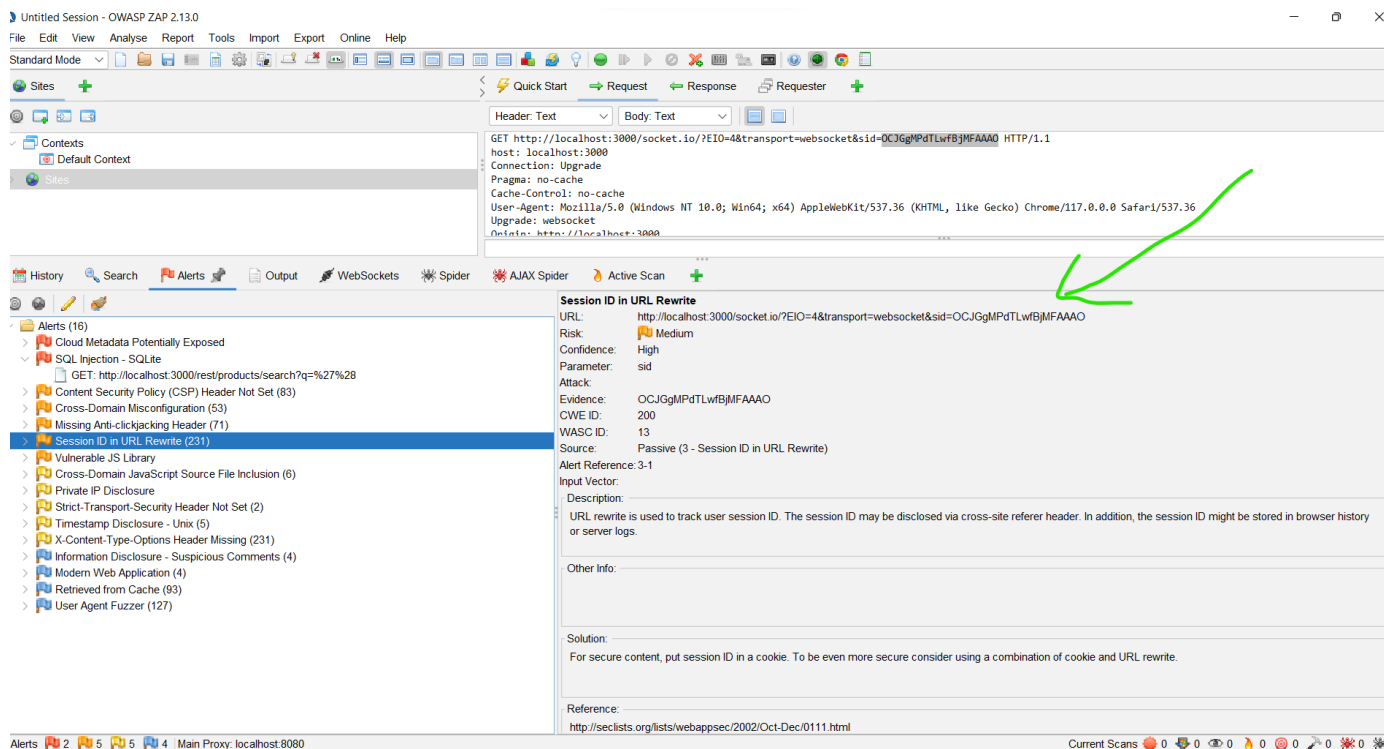 Untitled Session - OWASP ZAP 2.13.0
File Edit View Analyse Report Tools Import Export Online Help
Standard Mode
Sites
Quick Start Request Response Requester
Header: Text Body: Text
Contexts
Default Context
Sites
GET http://localhost:3000/socket.io/?EIO=4&transport=websocket&sid=OCJGgMPdTLwfBjMFAAAO HTTP/1.1
host: localhost:3000
Connection: Upgrade
Pragma: no-cache
Cache-Control: no-cache
User-Agent: Mozilla/5.0 (Windows NT 10.0; Win64; x64) AppleWebKit/537.36 (KHTML, like Gecko) Chrome/117.0.0.0 Safari/537.36
Upgrade: websocket
Origin: http://localhost:3000
History Search Alerts Output WebSockets Spider AJAX Spider Active Scan
Alerts (16)
Cloud Metadata Potentially Exposed
SQL Injection - SQLite
GET: http://localhost:3000/rest/products/search?q=%27%28
Content Security Policy (CSP) Header Not Set (83)
Cross-Domain Misconfiguration (53)
Missing Anti-clickjacking Header (71)
Session ID in URL Rewrite (231)
Vulnerable JS Library
Cross-Domain JavaScript Source File Inclusion (6)
Private IP Disclosure
Strict-Transport-Security Header Not Set (2)
Timestamp Disclosure - Unix (5)
X-Content-Type-Options Header Missing (231)
Information Disclosure - Suspicious Comments (4)
Modern Web Application (4)
Retrieved from Cache (93)
User Agent Fuzzer (127)
Session ID in URL Rewrite
URL: http://localhost:3000/socket.io/?EIO=4&transport=websocket&sid=OCJGgMPdTLwfBjMFAAAO
Risk: Medium
Confidence: High
Parameter: sid
Attack:
Evidence: OCJGgMPdTLwfBjMFAAAO
CWE ID: 200
WASC ID: 13
Source: Passive (3 - Session ID in URL Rewrite)
Alert Reference: 3-1
Input Vector:
Description:
URL rewrite is used to track user session ID. The session ID may be disclosed via cross-site referer header. In addition, the session ID might be stored in browser history
or server logs.
Other Info:
Solution:
For secure content, put session ID in a cookie. To be even more secure consider using a combination of cookie and URL rewrite.
Reference:
http://seclists.org/lists/webappsec/2002/Oct-Dec/0111.html
Alerts 2 5 5 4 Main Proxy: localhost:8080
Current Scans 0 0 0 0 0 0 0